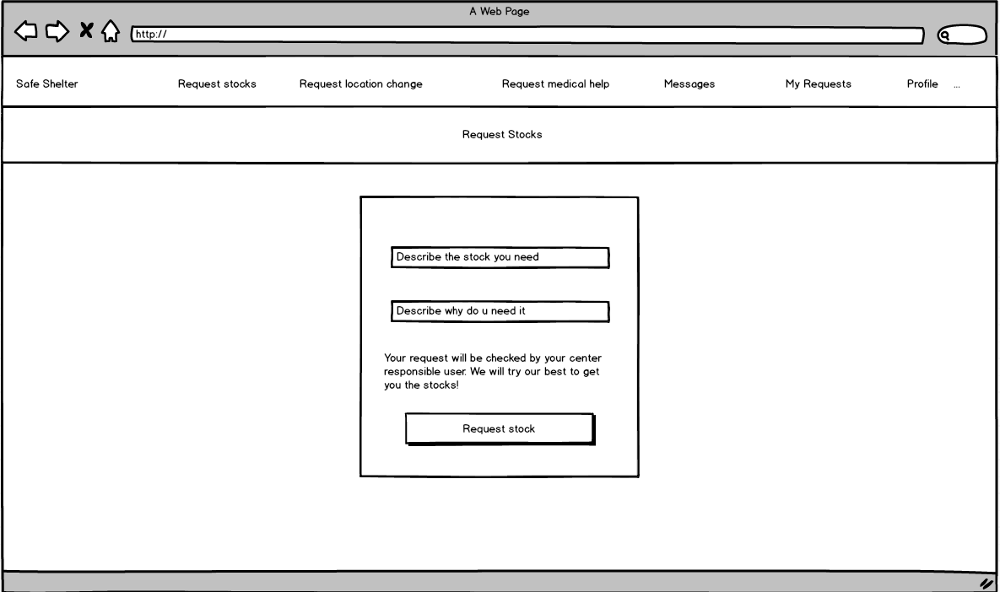 A Web Page
http://
Safe Shelter Request stocks Request location change Request medical help Messages My Requests Profile ...
Request Stocks
Describe the stock you need
Describe why do u need it
Your request will be checked by your center
responsible user. We will try our best to get
you the stocks!
Request stock